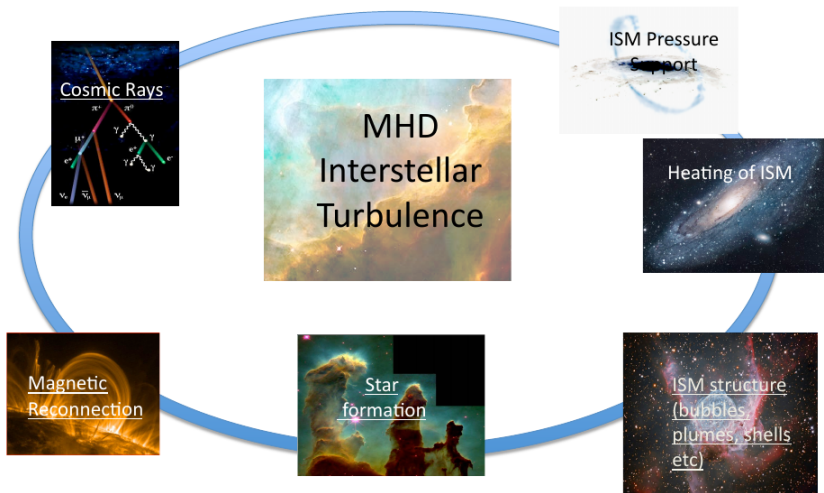 ISM Pressure
Support
Cosmic Rays
π⁺ π⁰
μ⁺ γ γ
e⁺ e⁻
γ γ
MHD
Interstellar
Turbulence
Heating of ISM
Magnetic
Reconnection
Star
formation
ISM structure
(bubbles,
plumes, shells
etc)